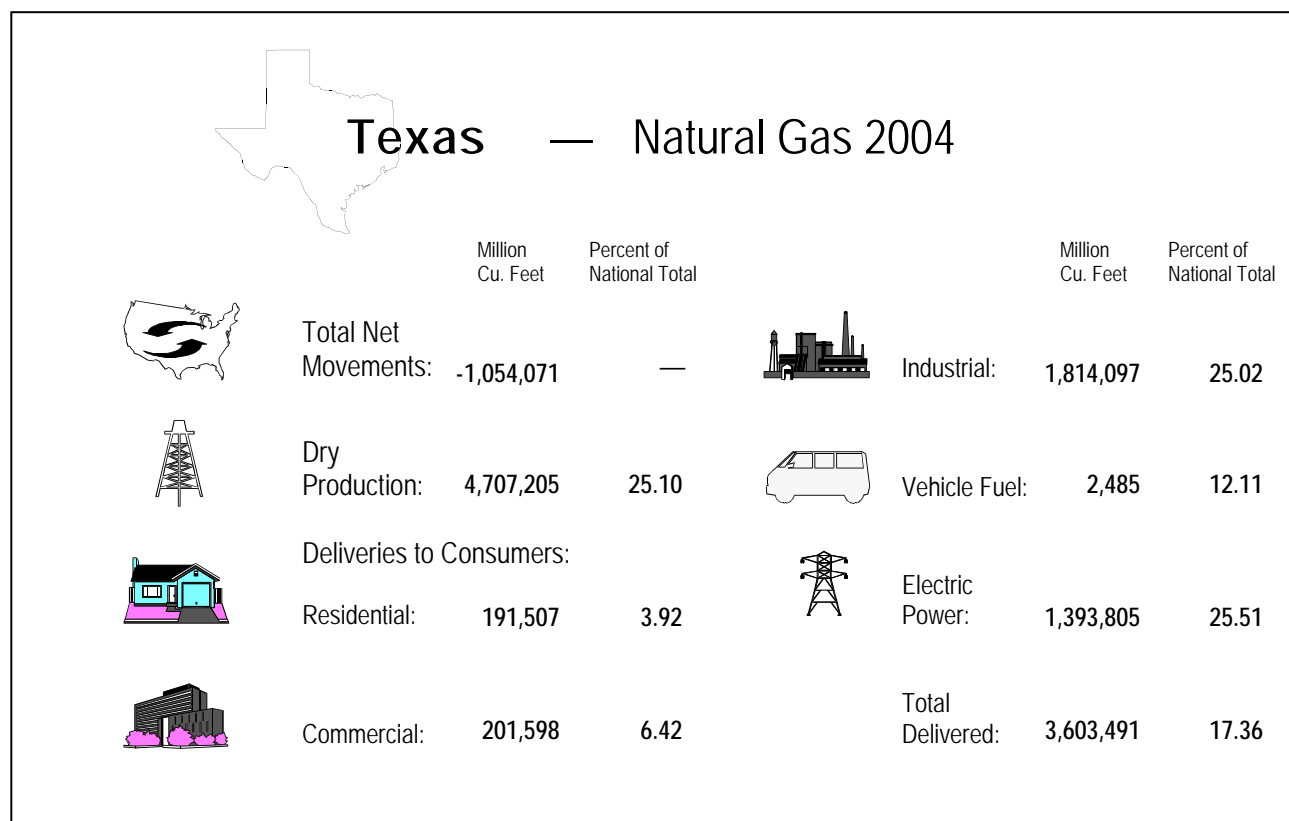 Texas — Natural Gas 2004
Million
Cu. Feet
Percent of
National Total
Total Net
Movements: -1,054,071 —
Dry
Production: 4,707,205 25.10
Deliveries to Consumers:
Residential: 191,507 3.92
Commercial: 201,598 6.42
Million
Cu. Feet
Percent of
National Total
Industrial: 1,814,097 25.02
Vehicle Fuel: 2,485 12.11
Electric
Power: 1,393,805 25.51
Total
Delivered: 3,603,491 17.36